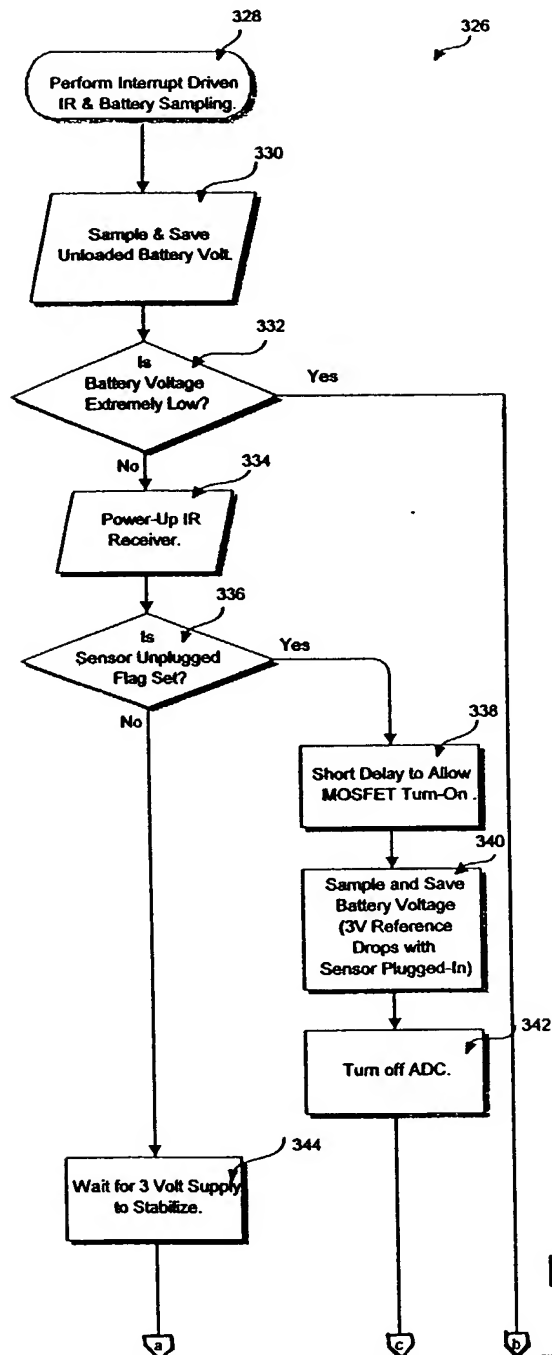 328
326
Perform Interrupt Driven
IR & Battery Sampling.
330
Sample & Save
Unloaded Battery Volt.
332
Is
Battery Voltage
Extremely Low?
Yes
No
334
Power-Up IR
Receiver.
336
Is
Sensor Unplugged
Flag Set?
Yes
No
338
Short Delay to Allow
MOSFET Turn-On .
340
Sample and Save
Battery Voltage
(3V Reference
Drops with
Sensor Plugged-In)
342
Turn off ADC.
344
Wait for 3 Volt Supply
to Stabilize.
a
c
b